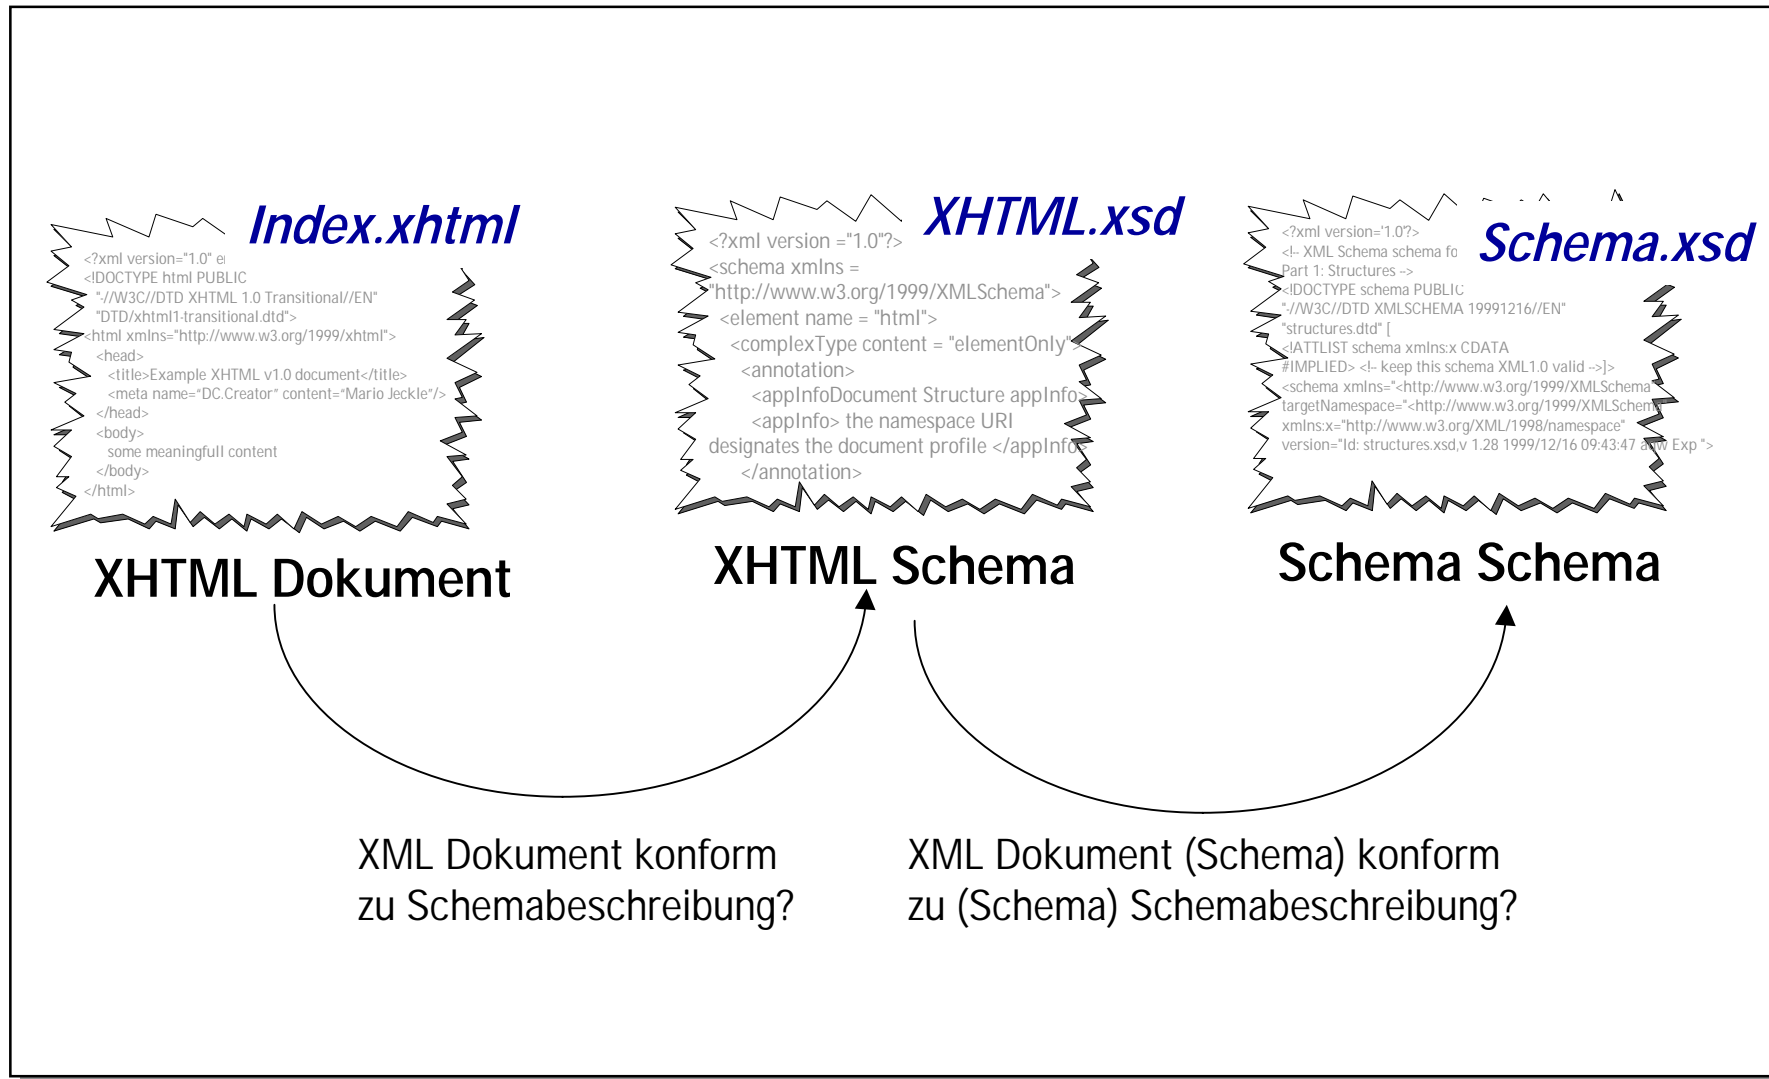 Index.xhtml
<?xml version="1.0"
<!DOCTYPE html PUBLIC
"-//W3C//DTD XHTML 1.0 Transitional//EN"
"DTD/xhtml1-transitional.dtd">
<html xmlns="http://www.w3.org/1999/xhtml">
<head>
<title>Example XHTML v1.0 document</title>
<meta name="DC.Creator" content="Mario Jeckle"/>
</head>
<body>
some meaningfull content
</body>
</html>
XHTML Dokument
XHTML.xsd
<?xml version ="1.0"?>
<schema xmlns =
"http://www.w3.org/1999/XMLSchema">
<element name = "html">
<complexType content = "elementOnly">
<annotation>
<appInfoDocument Structure appInfo>
<appInfo> the namespace URI
designates the document profile </appInfo>
</annotation>
XHTML Schema
Schema.xsd
<?xml version='1.0'?>
<!-- XML Schema schema fo
Part 1: Structures -->
<!DOCTYPE schema PUBLIC
"-//W3C//DTD XMLSCHEMA 19991216//EN"
"structures.dtd" [
<!ATTLIST schema xmlns:x CDATA
#IMPLIED> <!-- keep this schema XML1.0 valid -->]>
<schema xmlns="<http://www.w3.org/1999/XMLSchema"
targetNamespace="<http://www.w3.org/1999/XMLSchema"
xmlns:x="http://www.w3.org/XML/1998/namespace"
version="Id: structures.xsd,v 1.28 1999/12/16 09:43:47 aqw Exp ">
Schema Schema
XML Dokument konform
zu Schemabeschreibung?
XML Dokument (Schema) konform
zu (Schema) Schemabeschreibung?